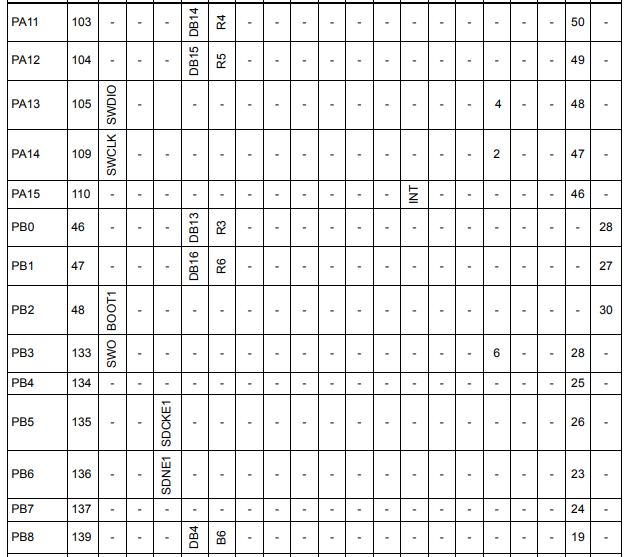 PA11 103 - - - DB14 R4 - - - - - - - - - - - - 50 -
PA12 104 - - - DB15 R5 - - - - - - - - - - - - 49 -
PA13 105 SWDIO - - - - - - - - - - - - - 4 - - 48 -
PA14 109 SWCLK - - - - - - - - - - - - - 2 - - 47 -
PA15 110 - - - - - - - - - - - INT - - - - - 46 -
PB0 46 - - - DB13 R3 - - - - - - - - - - - - - 28
PB1 47 - - - DB16 R6 - - - - - - - - - - - - - 27
PB2 48 BOOT1 - - - - - - - - - - - - - - - - - 30
PB3 133 SWO - - - - - - - - - - - - - 6 - - 28 -
PB4 134 - - - - - - - - - - - - - - - - - 25 -
PB5 135 - - SDCKE1 - - - - - - - - - - - - - - 26 -
PB6 136 - - SDNE1 - - - - - - - - - - - - - - 23 -
PB7 137 - - - - - - - - - - - - - - - - - 24 -
PB8 139 - - - DB4 B6 - - - - - - - - - - - - 19 -